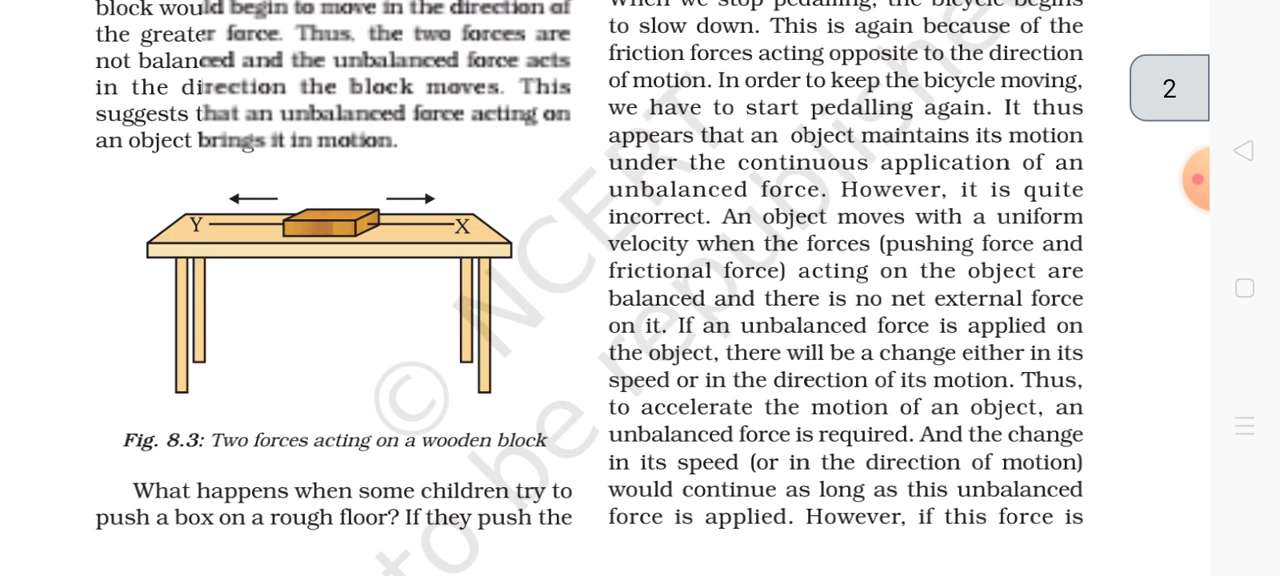 block would begin to move in the direction of
the greater force. Thus, the two forces are
not balanced and the unbalanced force acts
in the direction the block moves. This
suggests that an unbalanced force acting on
an object brings it in motion.
Y
X
Fig. 8.3: Two forces acting on a wooden block
What happens when some children try to
push a box on a rough floor? If they push the
When we stop pedalling, the bicycle begins
to slow down. This is again because of the
friction forces acting opposite to the direction
of motion. In order to keep the bicycle moving,
we have to start pedalling again. It thus
appears that an object maintains its motion
under the continuous application of an
unbalanced force. However, it is quite
incorrect. An object moves with a uniform
velocity when the forces (pushing force and
frictional force) acting on the object are
balanced and there is no net external force
on it. If an unbalanced force is applied on
the object, there will be a change either in its
speed or in the direction of its motion. Thus,
to accelerate the motion of an object, an
unbalanced force is required. And the change
in its speed (or in the direction of motion)
would continue as long as this unbalanced
force is applied. However, if this force is
2
© NCERT
to be republished